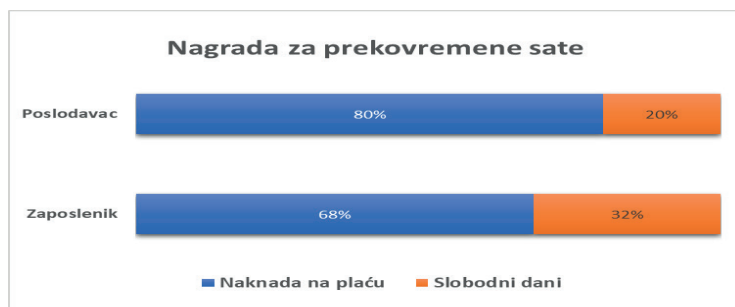 Nagrada za prekovremene sate
Poslodavac
80%
20%
Zaposlenik
68%
32%
Naknada na plaću
Slobodni dani